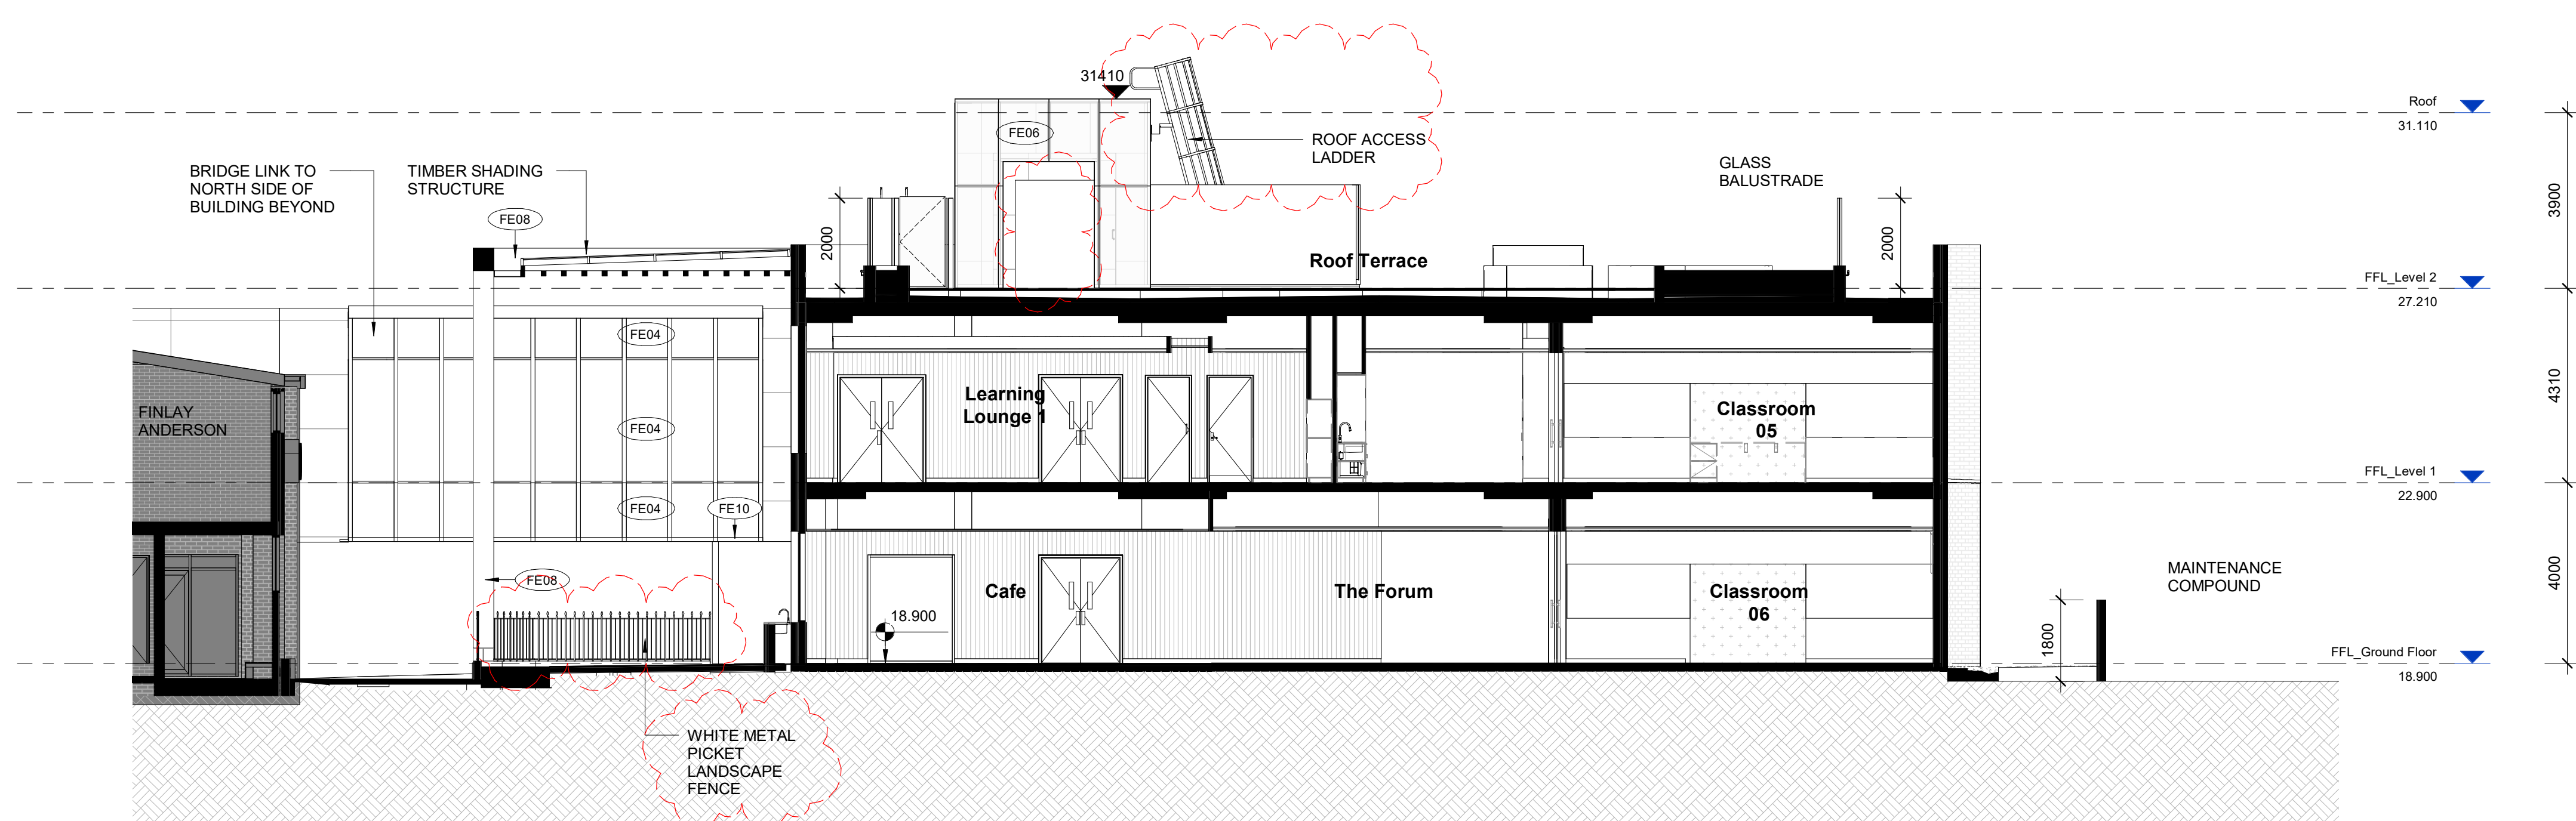 31410
Roof
31.110
FE06
ROOF ACCESS
LADDER
BRIDGE LINK TO
NORTH SIDE OF
BUILDING BEYOND
TIMBER SHADING
STRUCTURE
GLASS
BALUSTRADE
3900
FE08
2000
2000
Roof Terrace
FFL_Level 2
27.210
FE04
FINLAY
ANDERSON
FE04
Learning
Lounge 1
Classroom
05
4310
FFL_Level 1
22.900
FE04
FE10
FE08
Cafe
The Forum
Classroom
06
MAINTENANCE
COMPOUND
4000
18.900
1800
FFL_Ground Floor
18.900
WHITE METAL
PICKET
LANDSCAPE
FENCE